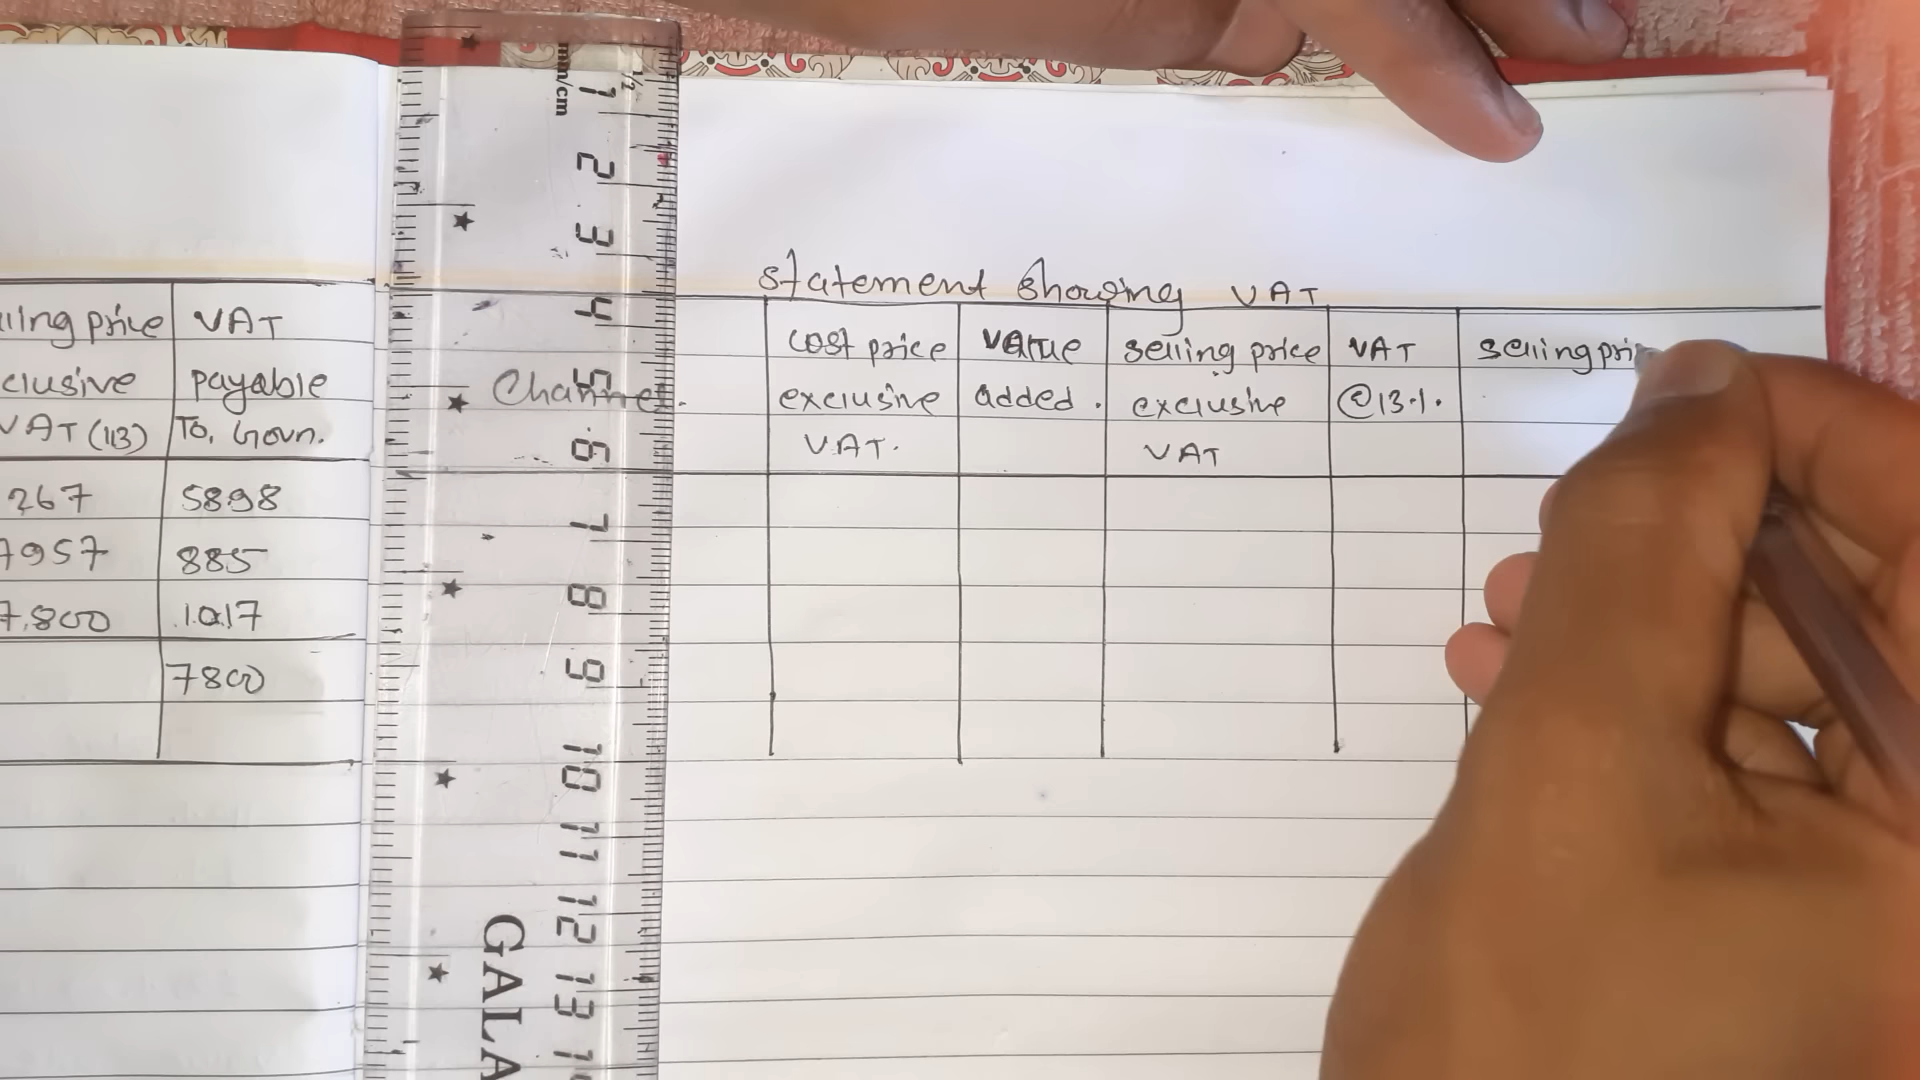 Statement showing VAT
price VAT
clusive payable
VAT (113) To, Govn.
267 5898
7957 885
7,800 1017
7800
Channel.
cost price
exclusive
VAT.
value
added.
selling price
exclusive
VAT
VAT
@13%.
selling pri
mm/cm 1/2
1
2
3
4
5
6
7
8
9
10
11
12
13
GALA